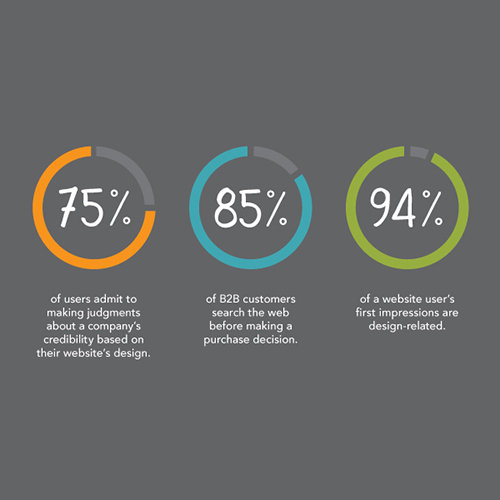 75%
of users admit to
making judgments
about a company's
credibility based on
their website's design.
85%
of B2B customers
search the web
before making a
purchase decision.
94%
of a website user's
first impressions are
design-related.